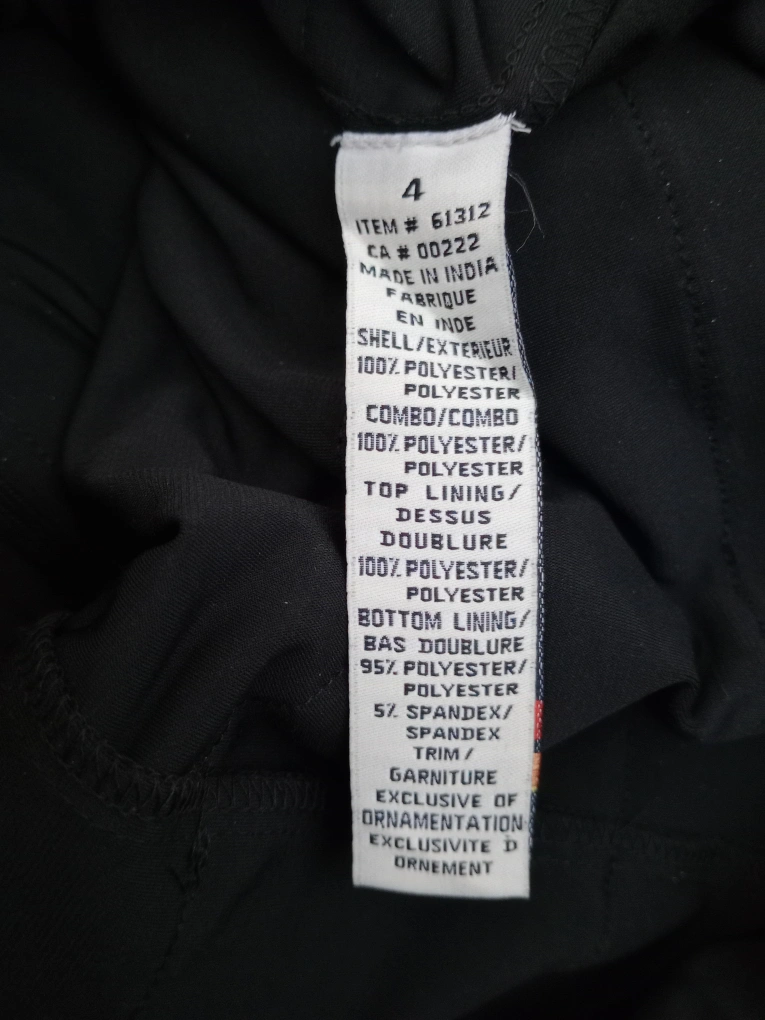 4
ITEM # 61312
CA # 00222
MADE IN INDIA
FABRIQUE
EN INDE
SHELL/EXTERIEUR
100% POLYESTER/
POLYESTER
COMBO/COMBO
100% POLYESTER/
POLYESTER
TOP LINING/
DESSUS
DOUBLURE
100% POLYESTER/
POLYESTER
BOTTOM LINING/
BAS DOUBLURE
95% POLYESTER/
POLYESTER
5% SPANDEX/
SPANDEX
TRIM/
GARNITURE
EXCLUSIVE OF
ORNAMENTATION
EXCLUSIVITE D
ORNEMENT